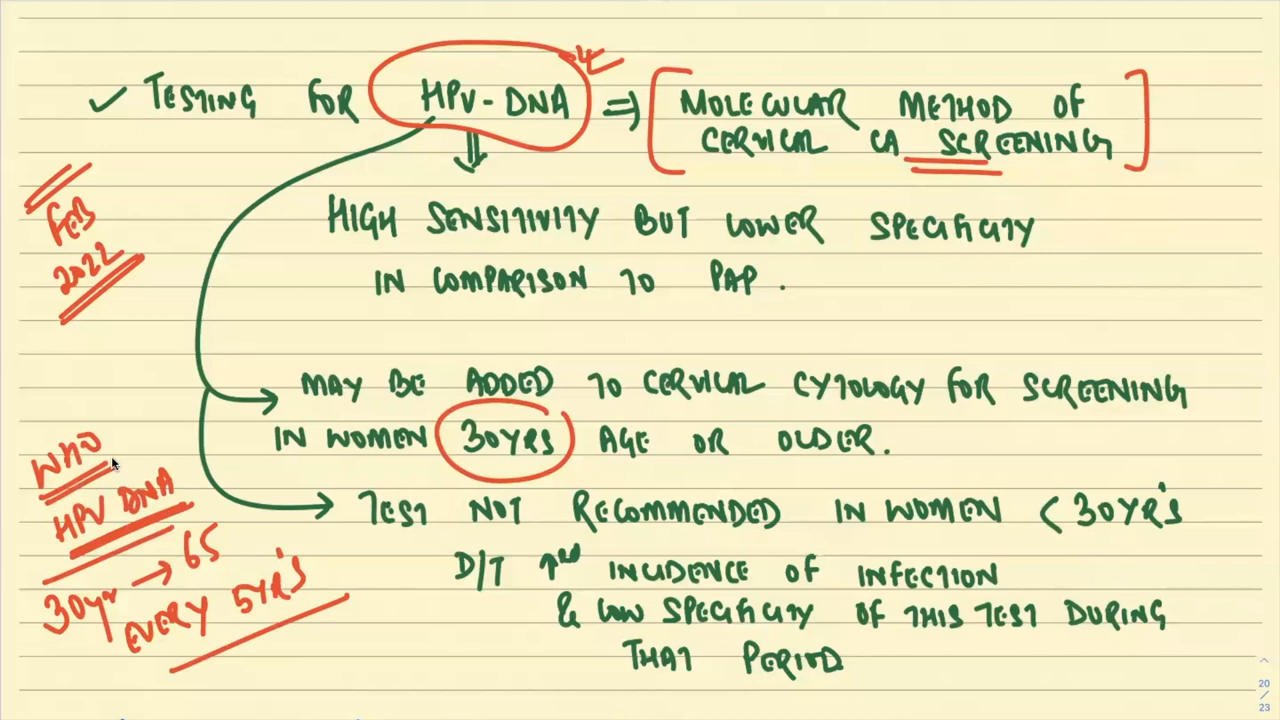 ✓ TESTING FOR HPV-DNA ⇒ [MOLECULAR METHOD OF
CERVICAL CA SCREENING]
HIGH SENSITIVITY BUT LOWER SPECIFICITY
IN COMPARISON TO PAP.
FEB
2022
→ MAY BE ADDED TO CERVICAL CYTOLOGY FOR SCREENING
IN WOMEN 30YRS AGE OR OLDER.
→ TEST NOT RECOMMENDED IN WOMEN < 30YR'S
D/T ↑ed INCIDENCE OF INFECTION
& LOW SPECIFICITY OF THIS TEST DURING
THAT PERIOD
WHO
HPV DNA
30yr → 65
EVERY 5YR'S
20
/
23